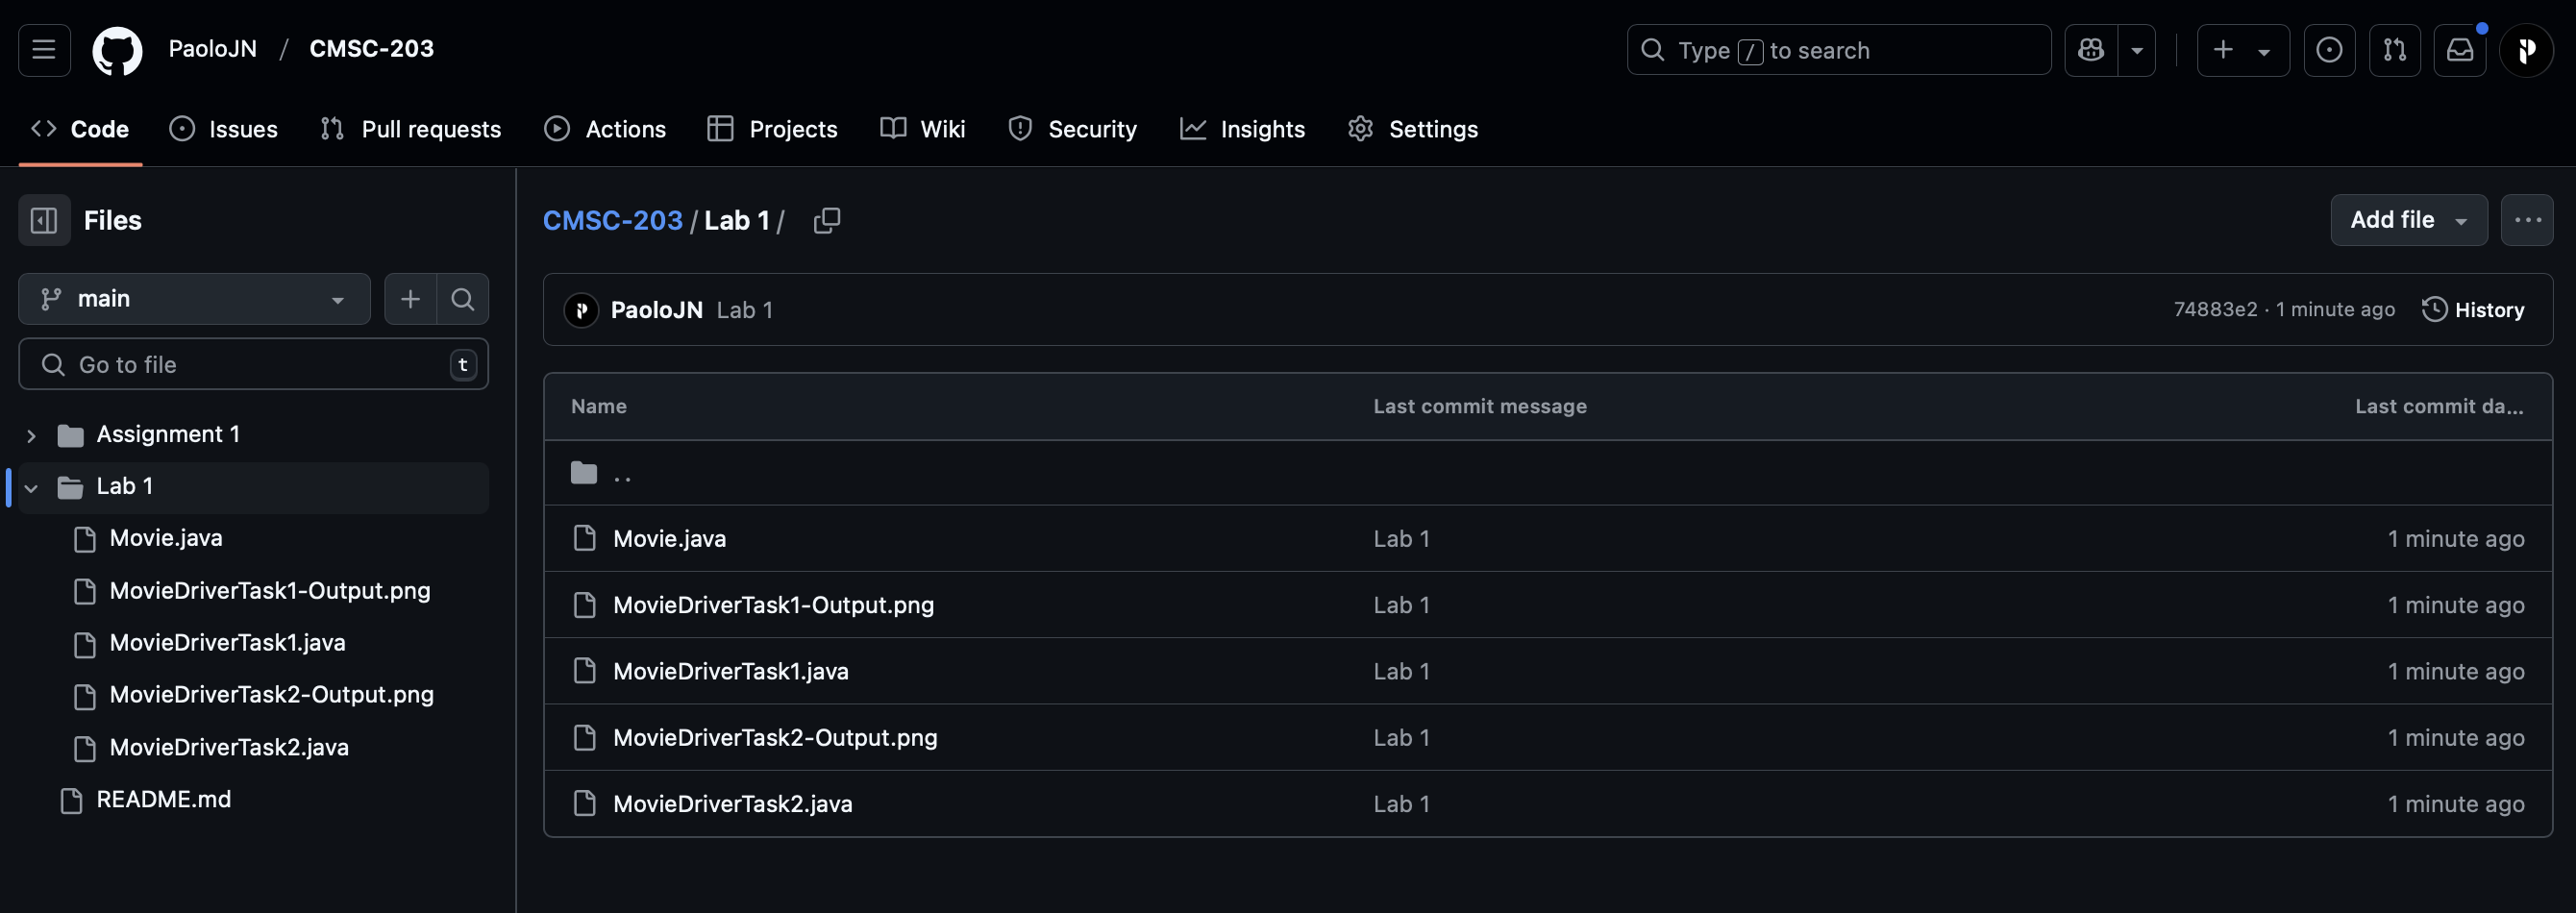 PaoloJN / CMSC-203
Type / to search
Code Issues Pull requests Actions Projects Wiki Security Insights Settings
Files
main
Go to file t
Assignment 1
Lab 1
Movie.java
MovieDriverTask1-Output.png
MovieDriverTask1.java
MovieDriverTask2-Output.png
MovieDriverTask2.java
README.md
CMSC-203 / Lab 1 /
Add file
PaoloJN Lab 1 74883e2 · 1 minute ago History
Name Last commit message Last commit da...
..
Movie.java Lab 1 1 minute ago
MovieDriverTask1-Output.png Lab 1 1 minute ago
MovieDriverTask1.java Lab 1 1 minute ago
MovieDriverTask2-Output.png Lab 1 1 minute ago
MovieDriverTask2.java Lab 1 1 minute ago